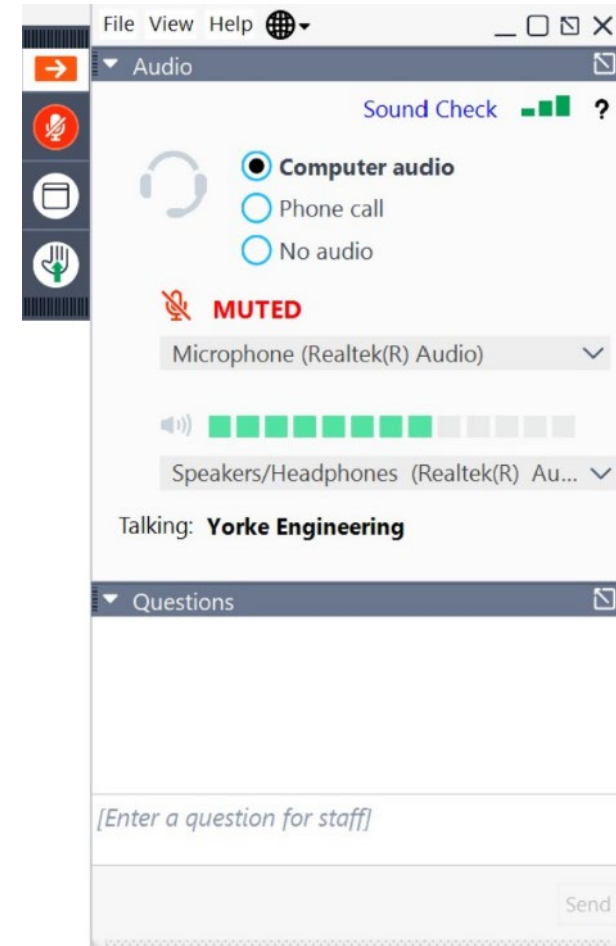 File View Help
Audio
Sound Check ?
Computer audio
Phone call
No audio
MUTED
Microphone (Realtek(R) Audio)
Speakers/Headphones (Realtek(R) Au...
Talking: Yorke Engineering
Questions
[Enter a question for staff]
Send